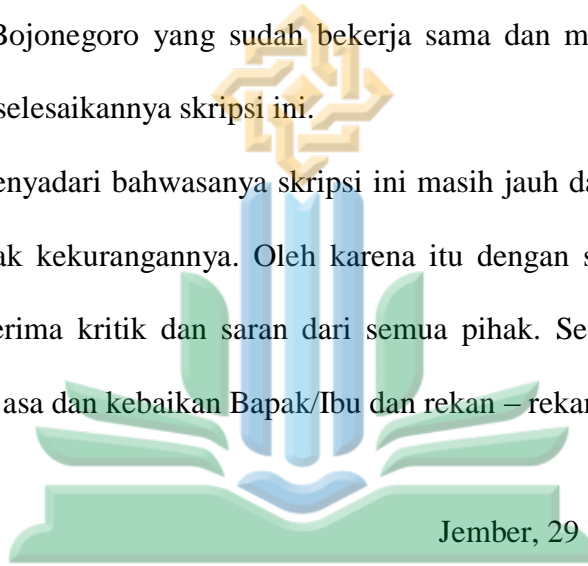 Bojonegoro yang sudah bekerja sama dan
selesaikannya skripsi ini.
enyadari bahwasanya skripsi ini masih jauh
ak kekurangannya. Oleh karena itu dengan
erima kritik dan saran dari semua pihak. Se
asa dan kebaikan Bapak/Ibu dan rekan – rekan
Jember, 29